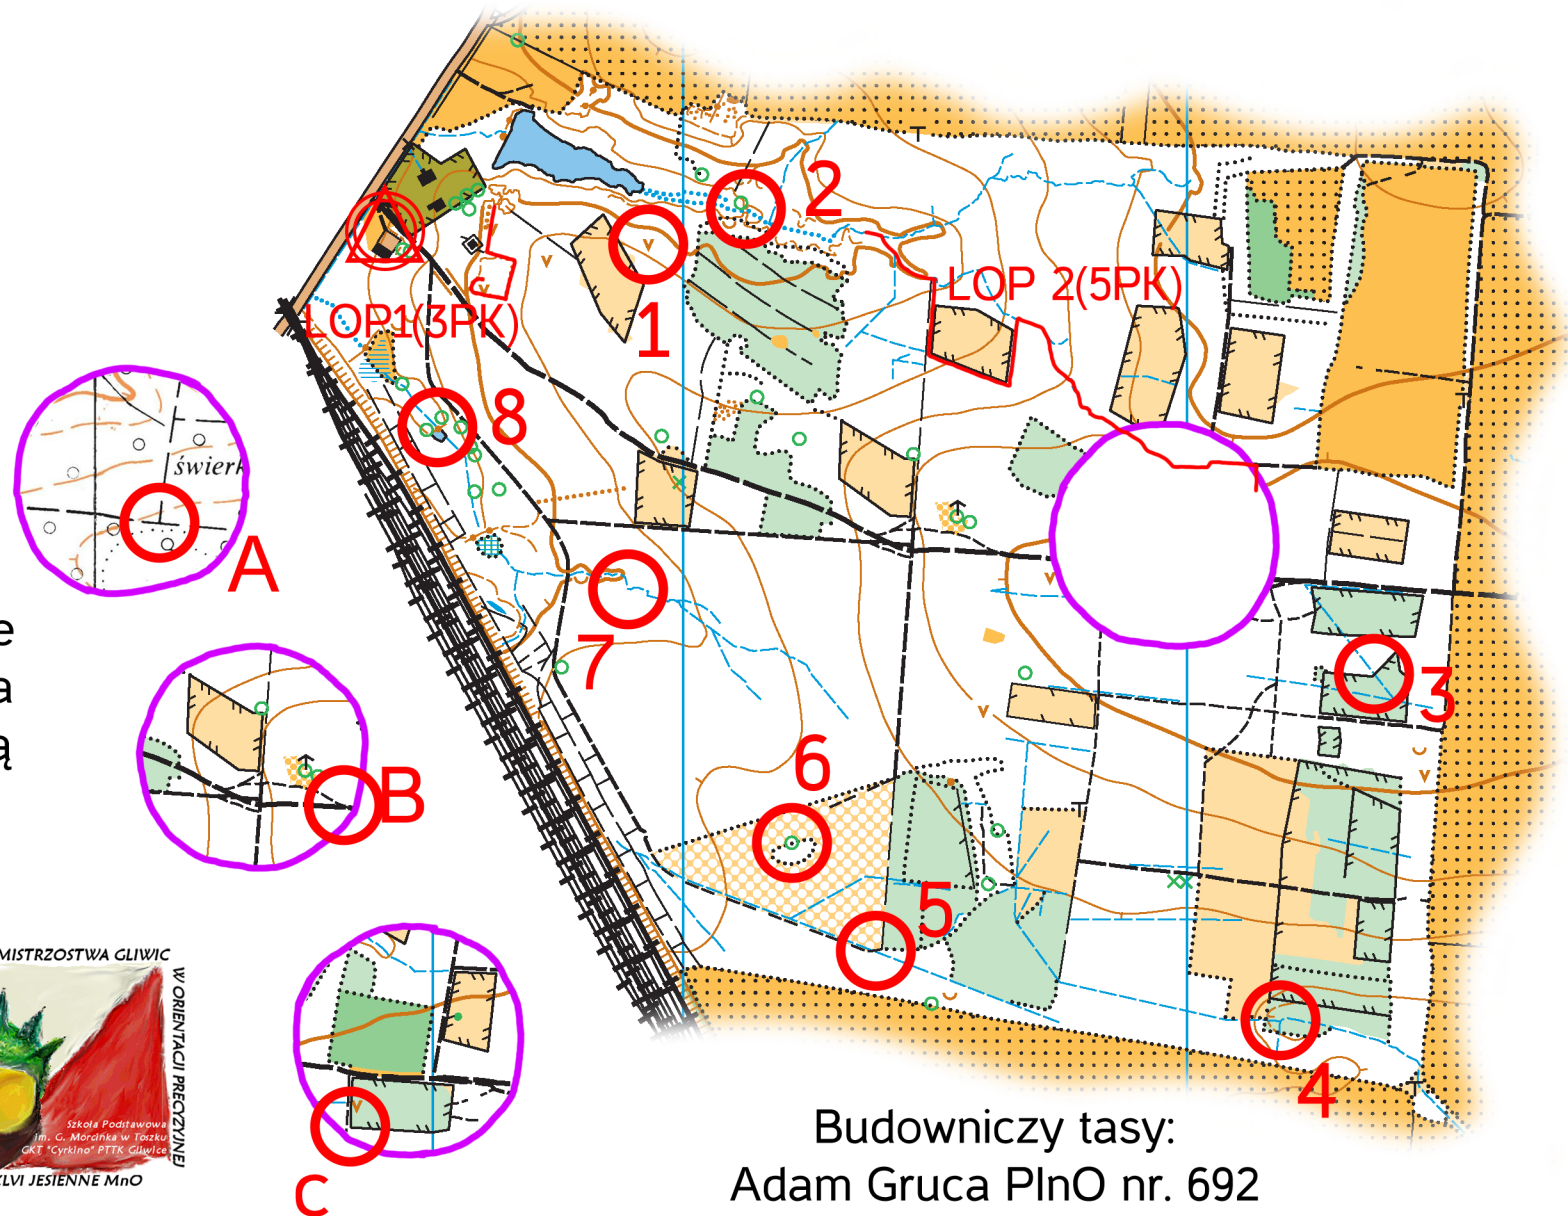 2
LOP 2(5PK)
LOP1(3PK)
1
8
świerk
A
e
a
ą
7
3
B
6
5
MISTRZOSTWA GLIWIC
W ORIENTACJI PRECYZYJNEJ
Szkoła Podstawowa
im. G. Morcinka w Toszku
GKT "Cyrkino" PTTK Gliwice
XLVI JESIENNE MnO
4
C
Budowniczy tasy:
Adam Gruca PInO nr. 692